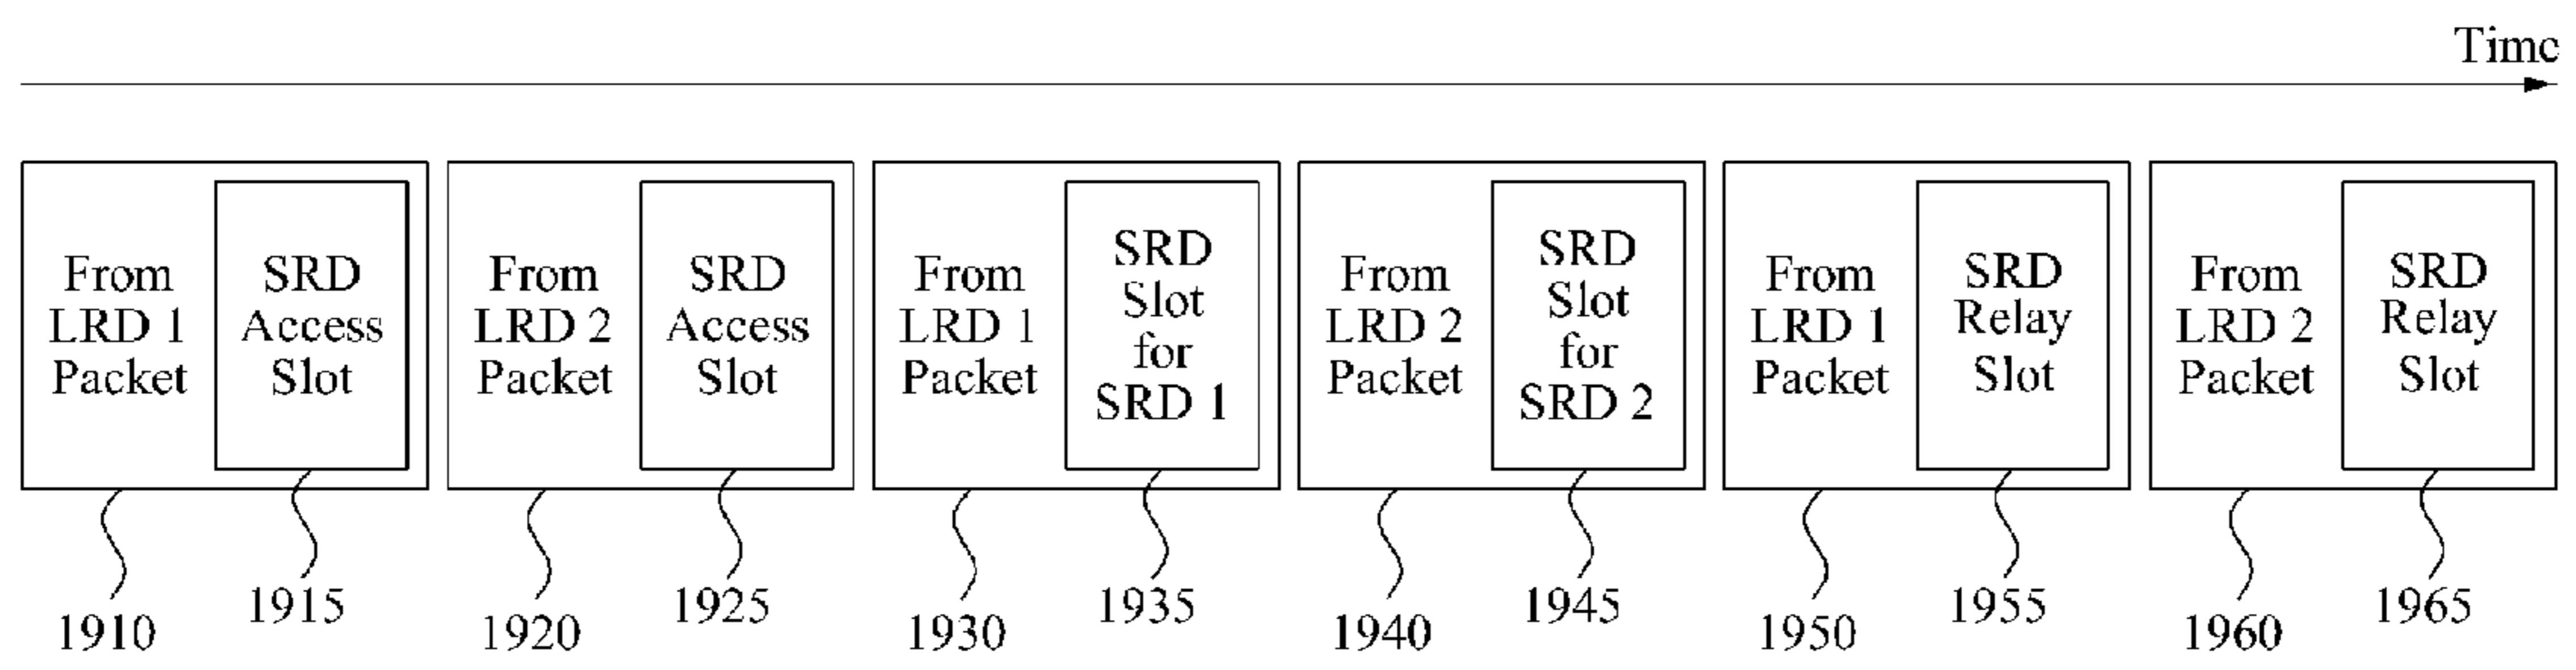 Time
From
LRD 1
Packet
SRD
Access
Slot
From
LRD 2
Packet
SRD
Access
Slot
From
LRD 1
Packet
SRD
Slot
for
SRD 1
From
LRD 2
Packet
SRD
Slot
for
SRD 2
From
LRD 1
Packet
SRD
Relay
Slot
From
LRD 2
Packet
SRD
Relay
Slot
1910
1915
1920
1925
1930
1935
1940
1945
1950
1955
1960
1965